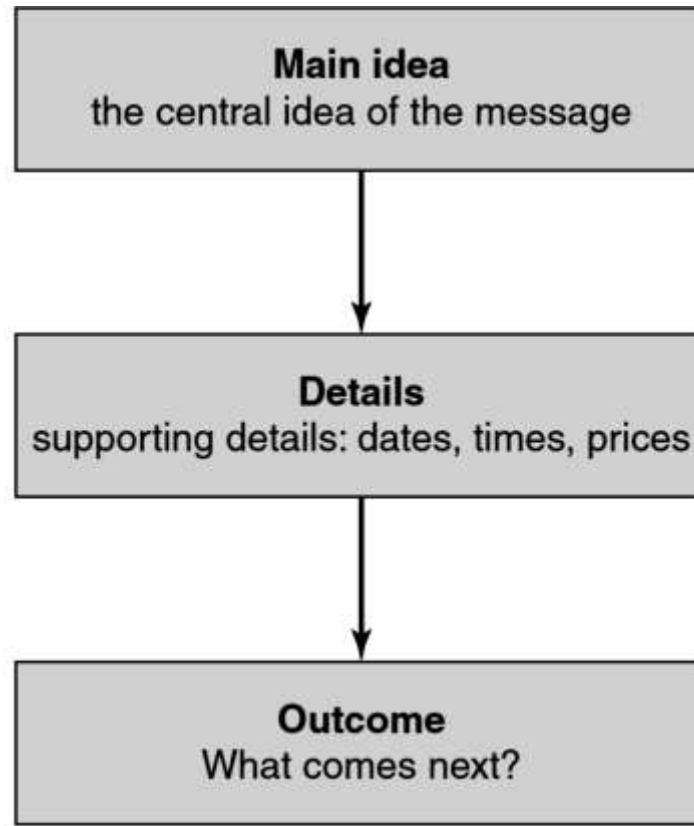 Main idea
the central idea of the message
Details
supporting details: dates, times, prices
Outcome
What comes next?